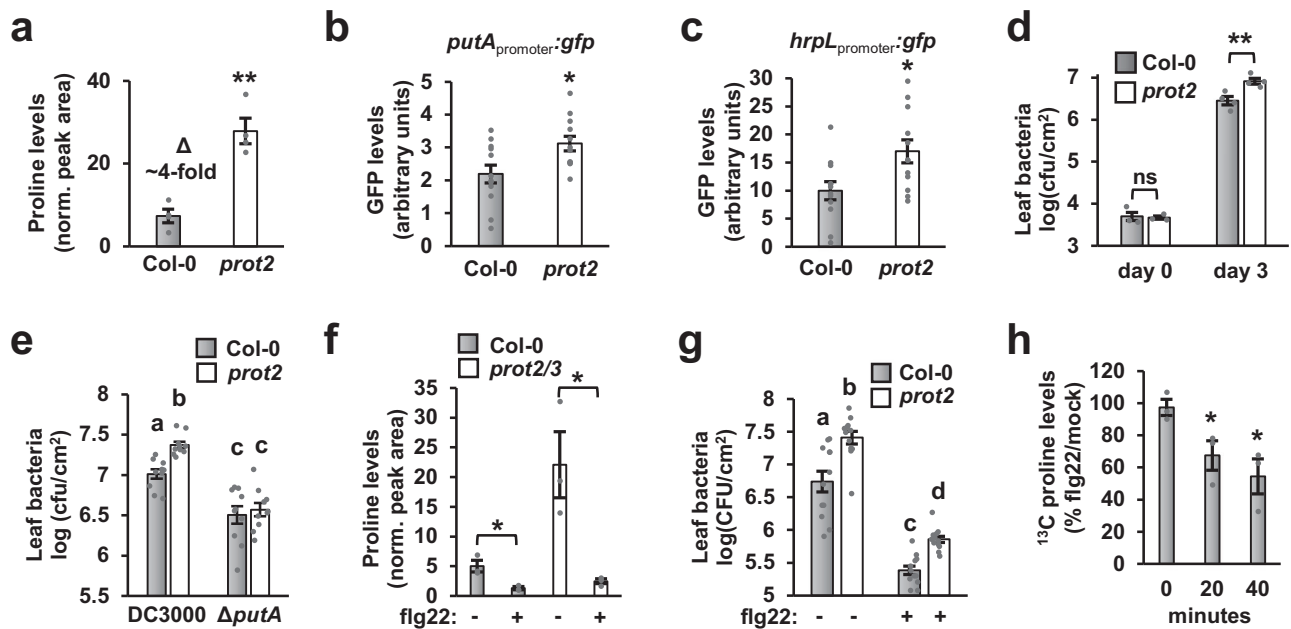 a
Proline levels
(norm. peak area)
40
20
0
**
Δ
~4-fold
Col-0
prot2
b
putApromoter:gfp
GFP levels
(arbitrary units)
5
4
3
2
1
0
*
Col-0
prot2
c
hrpLpromoter:gfp
GFP levels
(arbitrary units)
30
25
20
15
10
5
0
*
Col-0
prot2
d
Col-0
prot2
Leaf bacteria
log(cfu/cm²)
7
6
5
4
3
**
ns
day 0
day 3
e
Col-0
prot2
Leaf bacteria
log (cfu/cm²)
8
7.5
7
6.5
6
5.5
a
b
c
c
DC3000
ΔputA
f
Col-0
prot2/3
Proline levels
(norm. peak area)
35
30
25
20
15
10
5
0
*
*
flg22:
-
+
-
+
g
Col-0
prot2
Leaf bacteria
log(CFU/cm²)
8
7.5
7
6.5
6
5.5
5
a
b
c
d
flg22:
-
-
+
+
h
¹³C proline levels
(% flg22/mock)
120
100
80
60
40
20
0
*
*
0
20
40
minutes